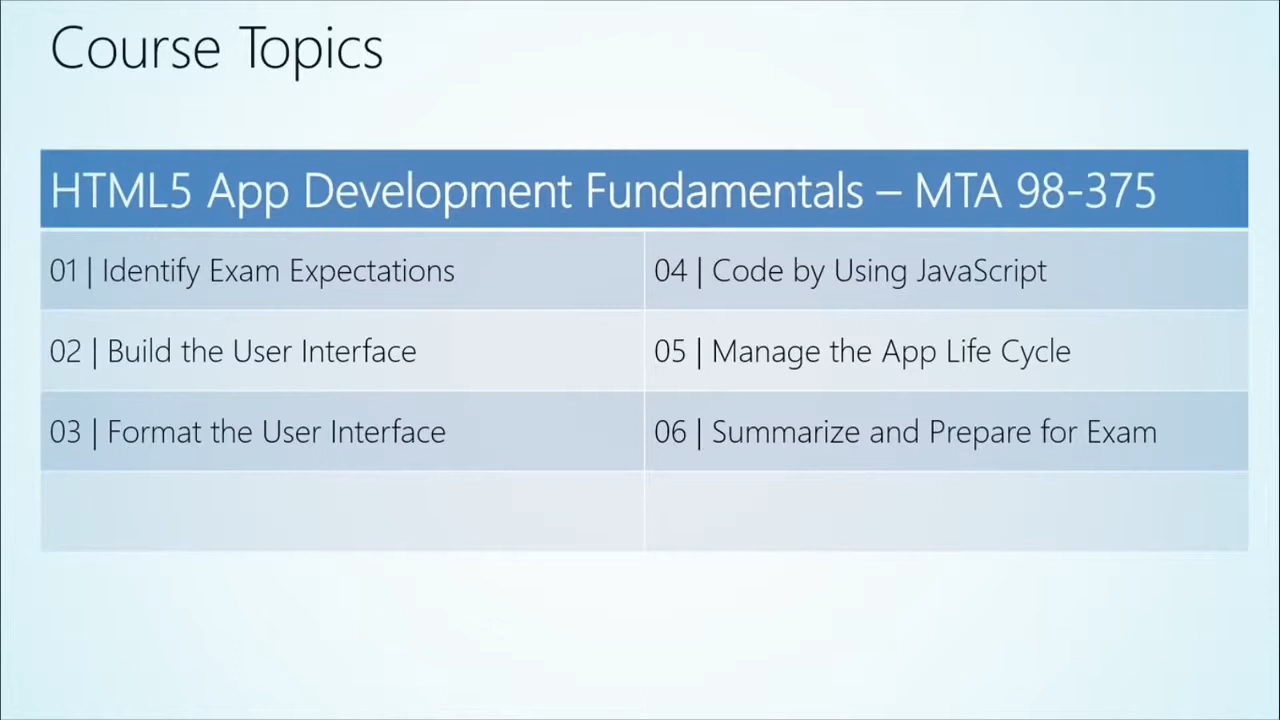 Course Topics
HTML5 App Development Fundamentals – MTA 98-375
01 | Identify Exam Expectations
04 | Code by Using JavaScript
02 | Build the User Interface
05 | Manage the App Life Cycle
03 | Format the User Interface
06 | Summarize and Prepare for Exam